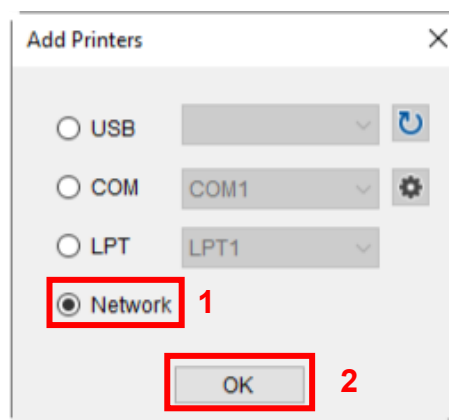 Add Printers
USB
COM COM1
LPT LPT1
Network 1
OK 2